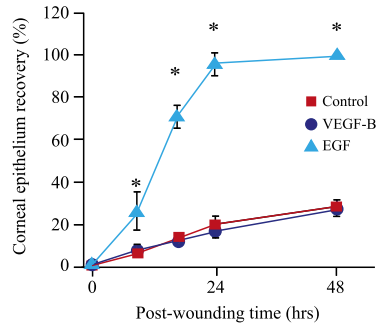 Corneal epithelium recovery (%)
120
100
80
60
40
20
0
*
*
*
*
Control
VEGF-B
EGF
0
24
48
Post-wounding time (hrs)